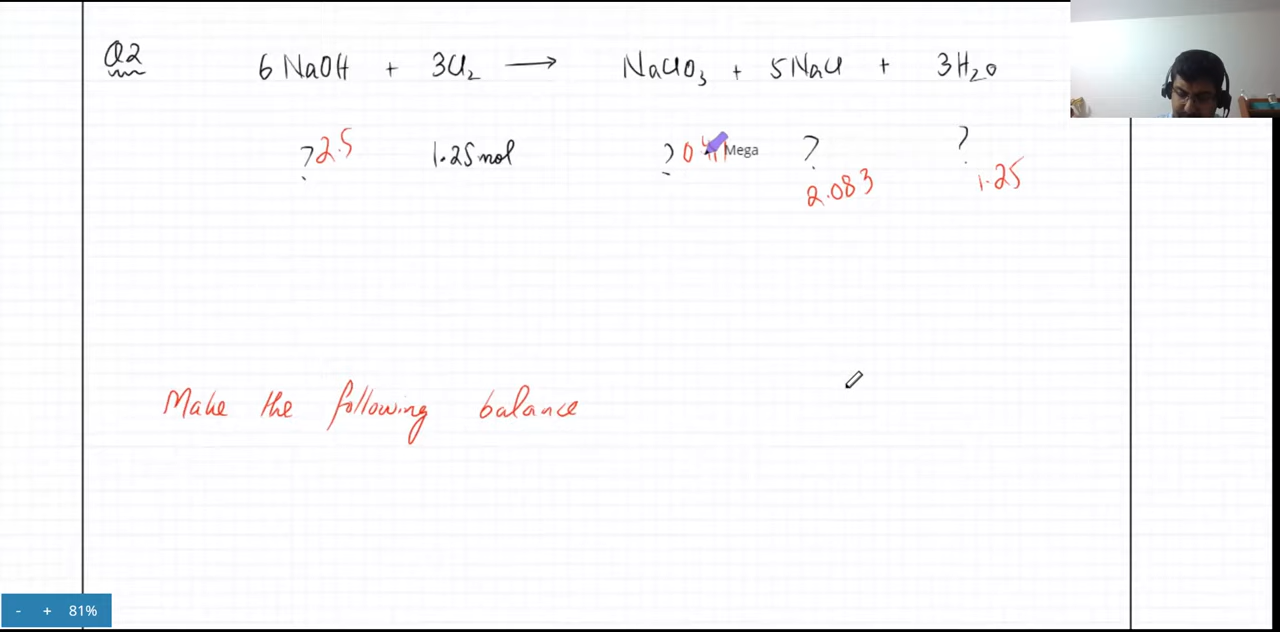 Q2 6 NaOH + 3Cl₂ ⟶ NaClO₃ + 5NaCl + 3H₂O
? 2.5 1.25 mol ? Mega ? ?
2.083 1.25
Make the following balance
- + 81%